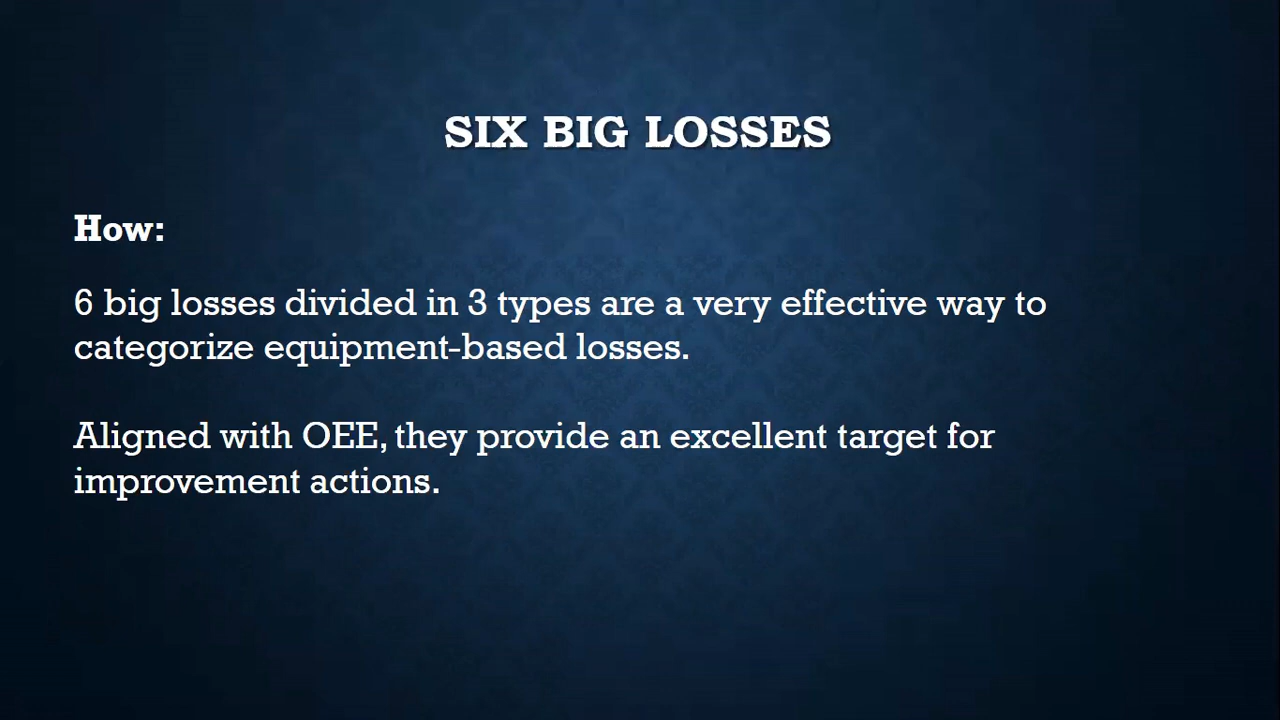 SIX BIG LOSSES
How:
6 big losses divided in 3 types are a very effective way to
categorize equipment-based losses.
Aligned with OEE, they provide an excellent target for
improvement actions.